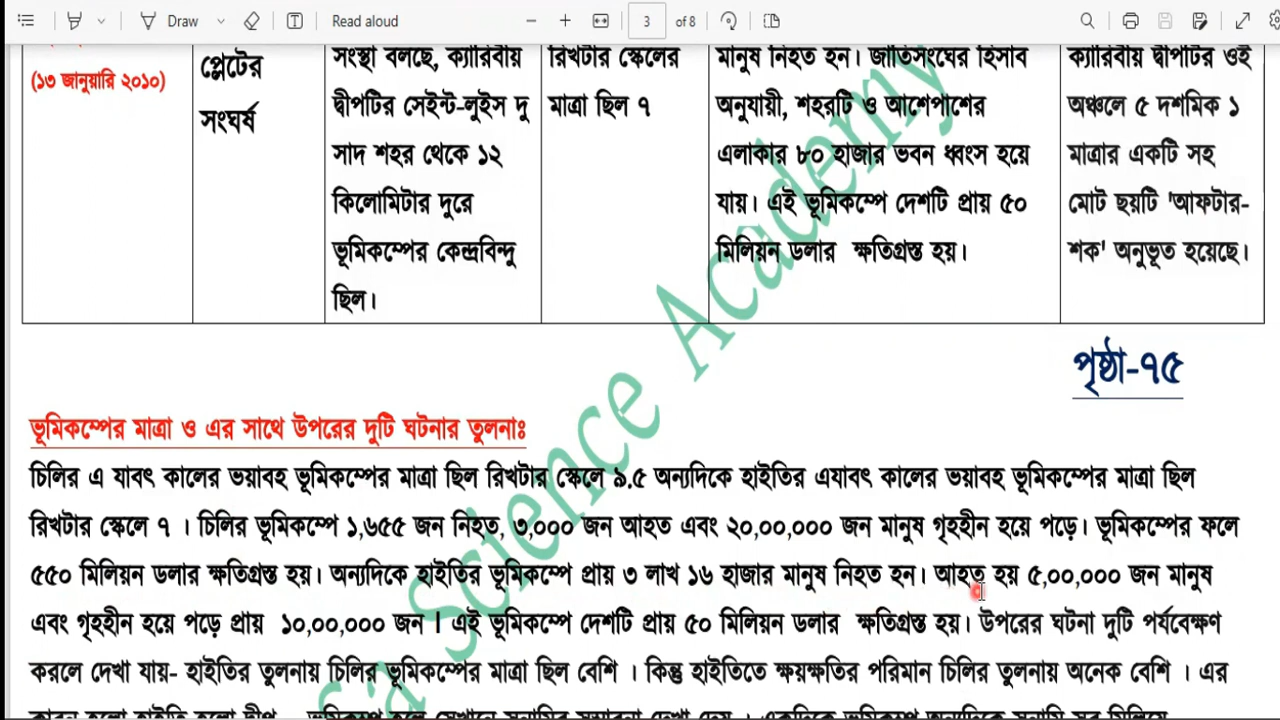 Draw
Read aloud
3
of 8
(১৩ জানুয়ারি ২০১০)
প্লেটের
সংঘর্ষ
সংস্থা বলছে, ক্যারিবীয়
দ্বীপটির সেইন্ট-লুইস দু
সাদ শহর থেকে ১২
কিলোমিটার দুরে
ভূমিকম্পের কেন্দ্রবিন্দু
ছিল।
রিখটার স্কেলের
মাত্রা ছিল ৭
মানুষ নিহত হন। জাতিসংঘের হিসাব
অনুযায়ী, শহরটি ও আশেপাশের
এলাকার ৮০ হাজার ভবন ধ্বংস হয়ে
যায়। এই ভূমিকম্পে দেশটি প্রায় ৫০
মিলিয়ন ডলার ক্ষতিগ্রস্ত হয়।
ক্যারিবীয় দ্বীপটির ওই
অঞ্চলে ৫ দশমিক ১
মাত্রার একটি সহ
মোট ছয়টি 'আফটার-
শক' অনুভূত হয়েছে।
পৃষ্ঠা-৭৫
ভূমিকম্পের মাত্রা ও এর সাথে উপরের দুটি ঘটনার তুলনাঃ
চিলির এ যাবৎ কালের ভয়াবহ ভূমিকম্পের মাত্রা ছিল রিখটার স্কেলে ৯.৫ অন্যদিকে হাইতির এযাবৎ কালের ভয়াবহ ভূমিকম্পের মাত্রা ছিল
রিখটার স্কেলে ৭ । চিলির ভূমিকম্পে ১,৬৫৫ জন নিহত, ৩,০০০ জন আহত এবং ২০,০০,০০০ জন মানুষ গৃহহীন হয়ে পড়ে। ভূমিকম্পের ফলে
৫৫০ মিলিয়ন ডলার ক্ষতিগ্রস্ত হয়। অন্যদিকে হাইতির ভূমিকম্পে প্রায় ৩ লাখ ১৬ হাজার মানুষ নিহত হন। আহত হয় ৫,০০,০০০ জন মানুষ
এবং গৃহহীন হয়ে পড়ে প্রায় ১০,০০,০০০ জন । এই ভূমিকম্পে দেশটি প্রায় ৫০ মিলিয়ন ডলার ক্ষতিগ্রস্ত হয়। উপরের ঘটনা দুটি পর্যবেক্ষণ
করলে দেখা যায়- হাইতির তুলনায় চিলির ভূমিকম্পের মাত্রা ছিল বেশি । কিন্তু হাইতিতে ক্ষয়ক্ষতির পরিমান চিলির তুলনায় অনেক বেশি । এর
Science Academy